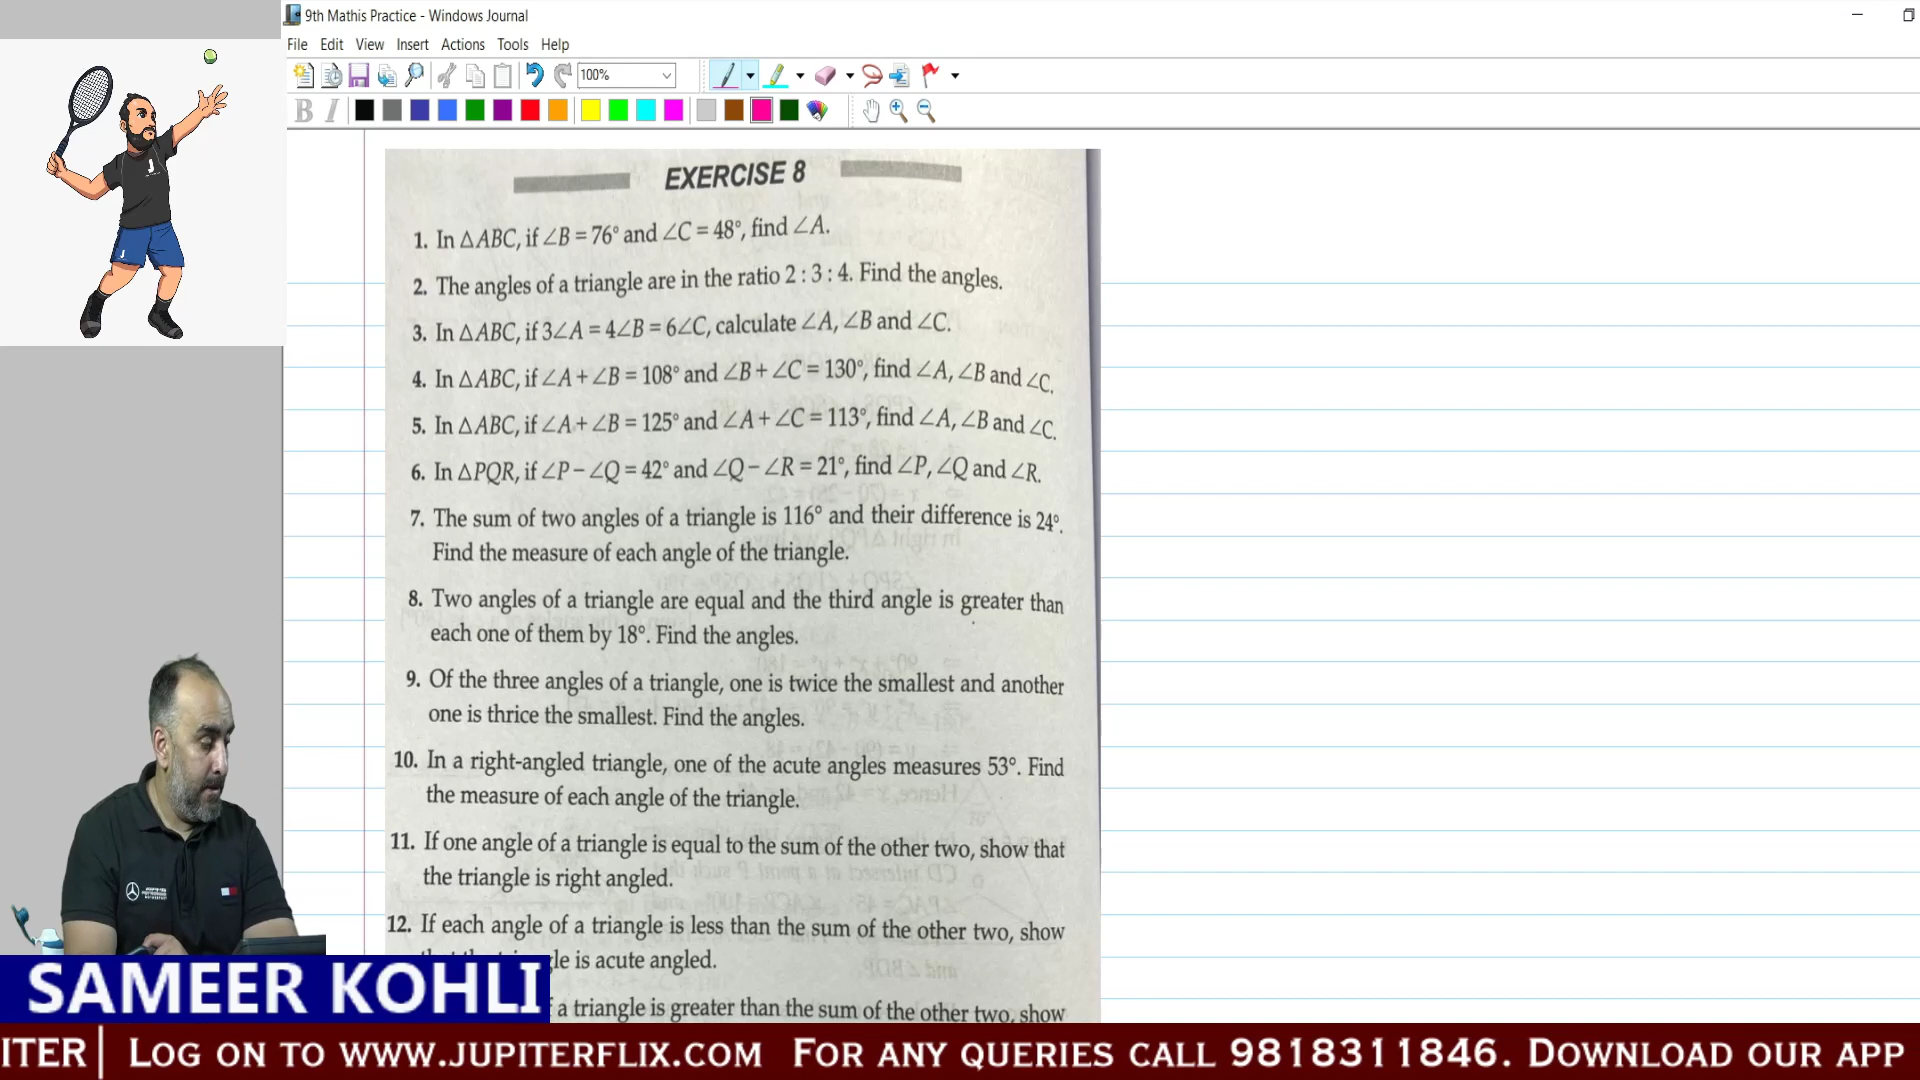 9th Mathis Practice - Windows Journal
File Edit View Insert Actions Tools Help
100%
B I
EXERCISE 8
1. In △ABC, if ∠B = 76° and ∠C = 48°, find ∠A.
2. The angles of a triangle are in the ratio 2 : 3 : 4. Find the angles.
3. In △ABC, if 3∠A = 4∠B = 6∠C, calculate ∠A, ∠B and ∠C.
4. In △ABC, if ∠A + ∠B = 108° and ∠B + ∠C = 130°, find ∠A, ∠B and ∠C.
5. In △ABC, if ∠A + ∠B = 125° and ∠A + ∠C = 113°, find ∠A, ∠B and ∠C.
6. In △PQR, if ∠P − ∠Q = 42° and ∠Q − ∠R = 21°, find ∠P, ∠Q and ∠R.
7. The sum of two angles of a triangle is 116° and their difference is 24°.
Find the measure of each angle of the triangle.
8. Two angles of a triangle are equal and the third angle is greater than
each one of them by 18°. Find the angles.
9. Of the three angles of a triangle, one is twice the smallest and another
one is thrice the smallest. Find the angles.
10. In a right-angled triangle, one of the acute angles measures 53°. Find
the measure of each angle of the triangle.
11. If one angle of a triangle is equal to the sum of the other two, show that
the triangle is right angled.
12. If each angle of a triangle is less than the sum of the other two, show
is acute angled.
a triangle is greater than the sum of the other two, show
SAMEER KOHLI
ITER | LOG ON TO WWW.JUPITERFLIX.COM FOR ANY QUERIES CALL 9818311846. DOWNLOAD OUR APP